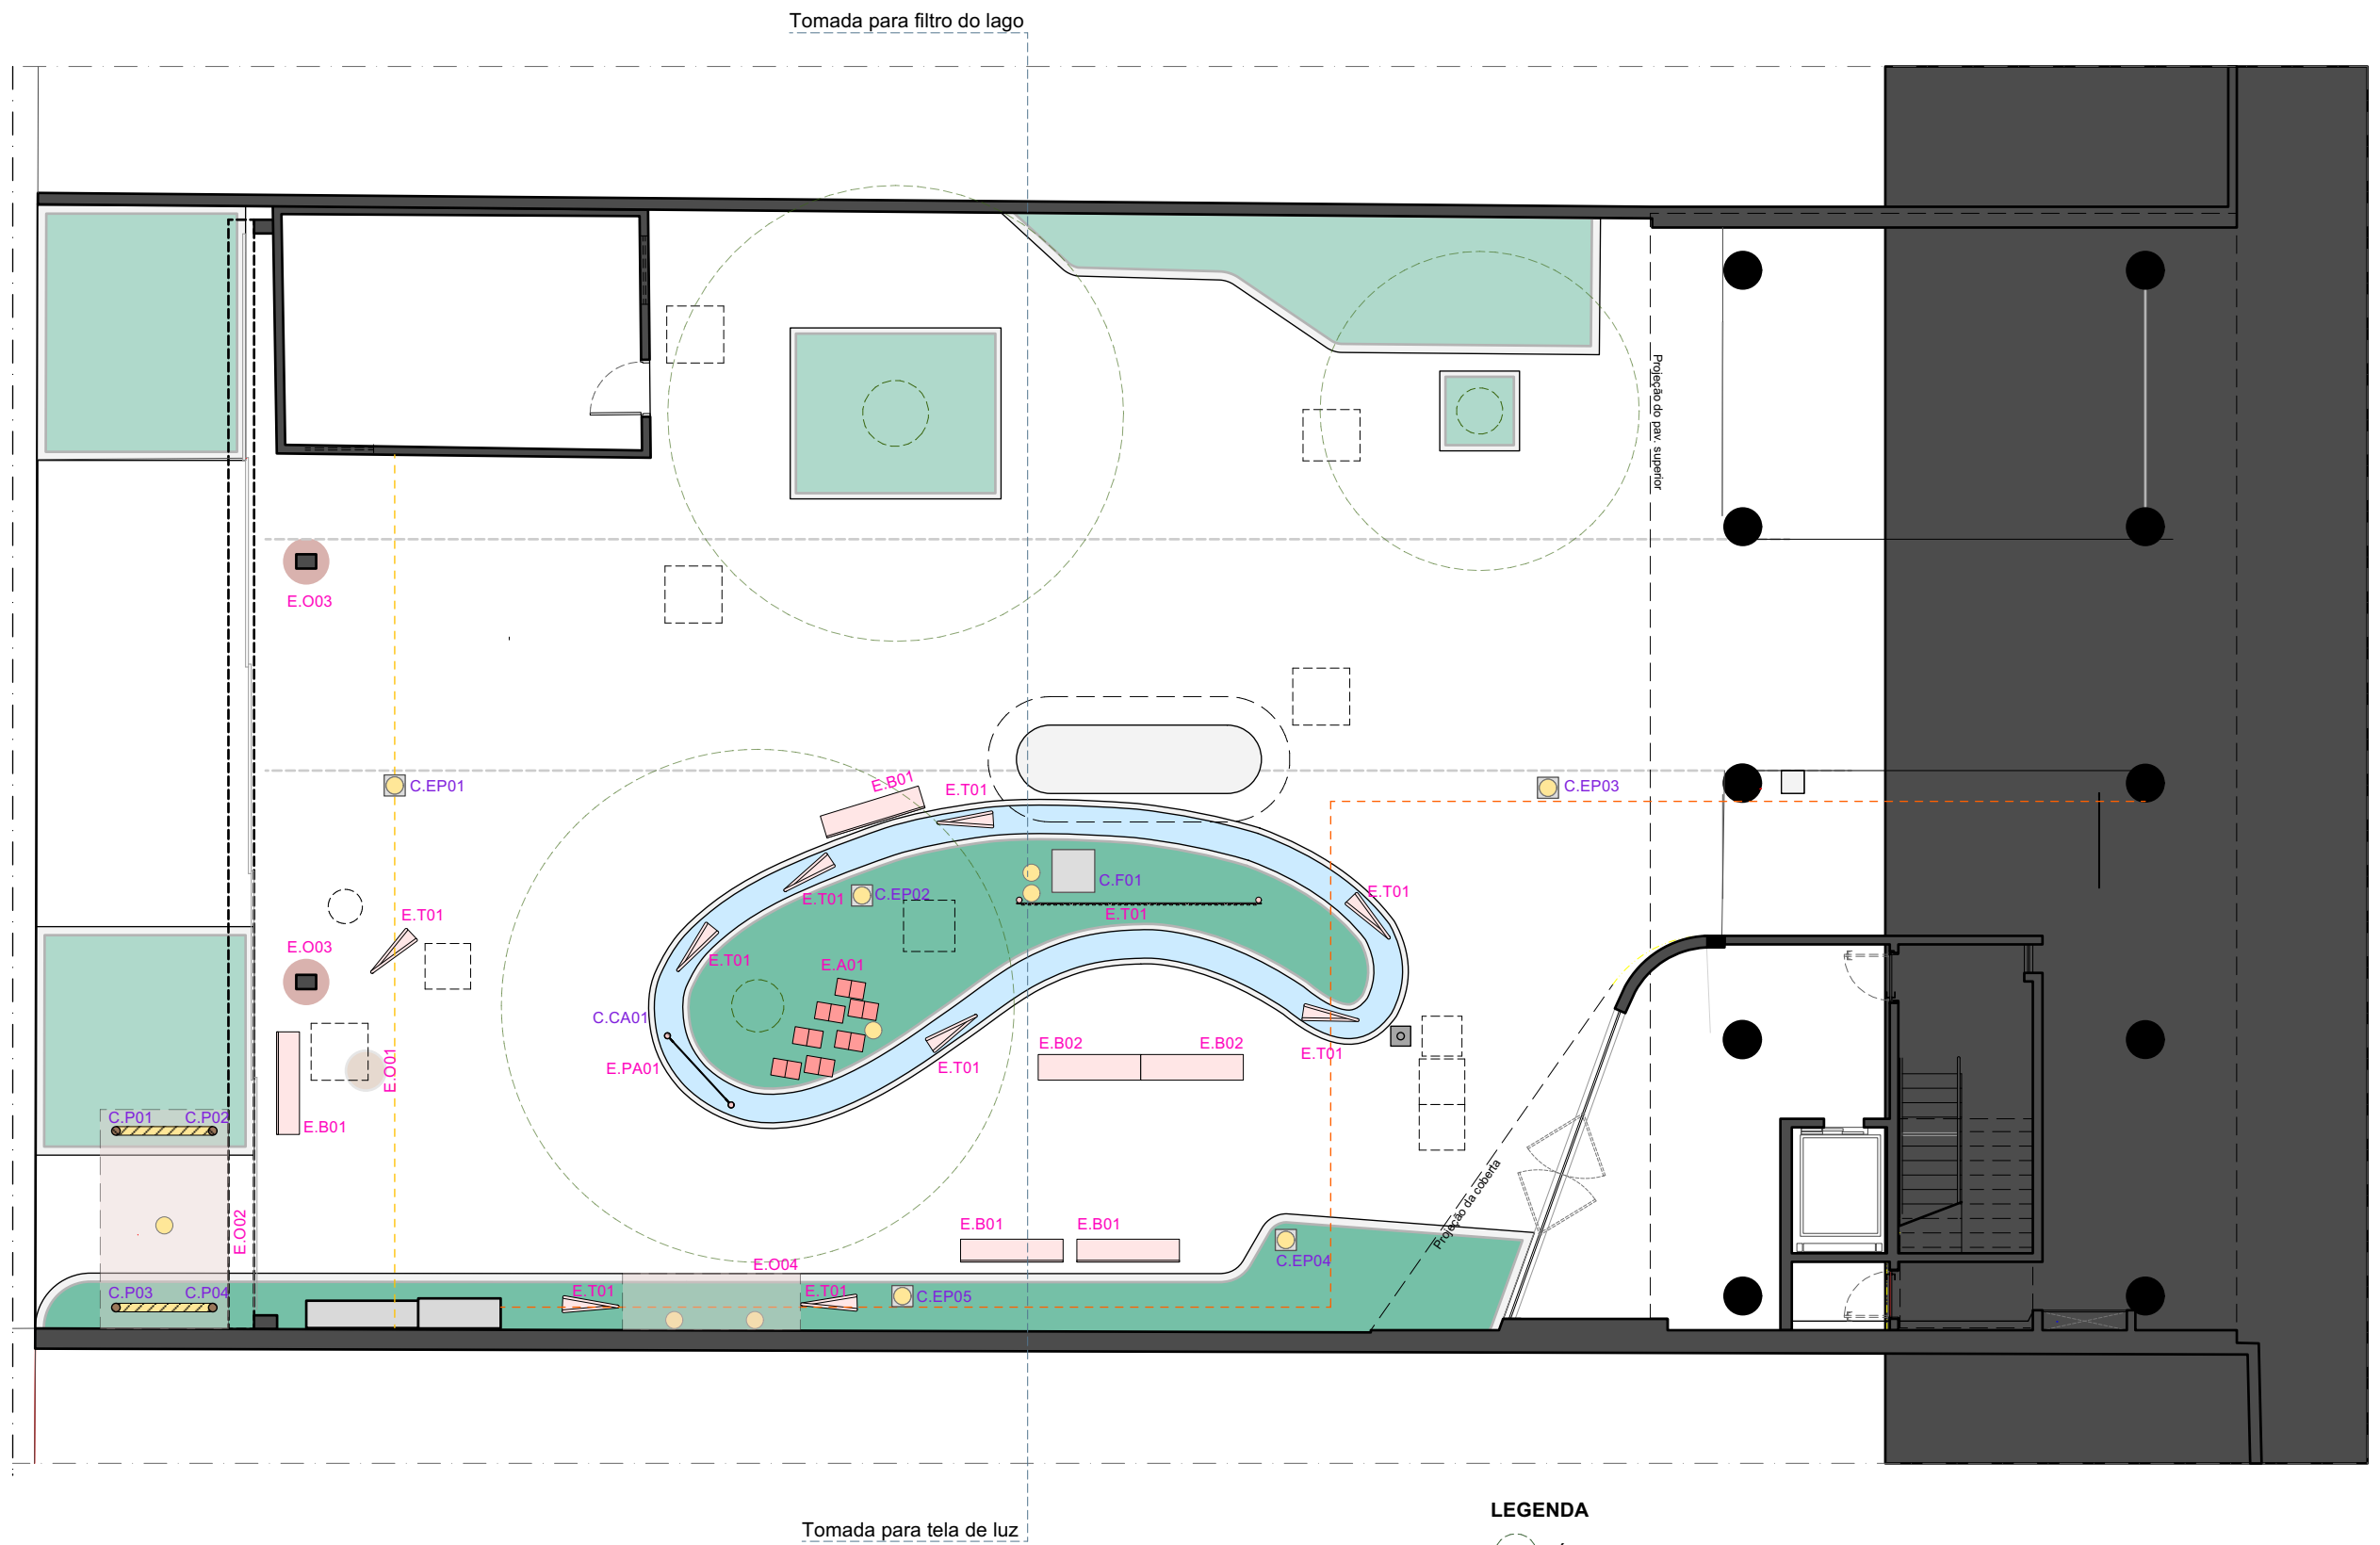 Tomada para filtro do lago
Projeção do pav. superior
E.O03
C.EP01
E.B01
E.T01
C.EP03
E.T01
C.EP02
C.F01
E.T01
E.T01
E.T01
E.O03
E.T01
E.A01
C.CA01
E.PA01
E.O01
E.T01
E.B02
E.B02
E.T01
C.P01
C.P02
E.B01
Projeção da coberta
E.O02
E.B01
E.B01
E.O04
C.EP04
C.P03
C.P04
E.T01
E.T01
C.EP05
LEGENDA
Tomada para tela de luz